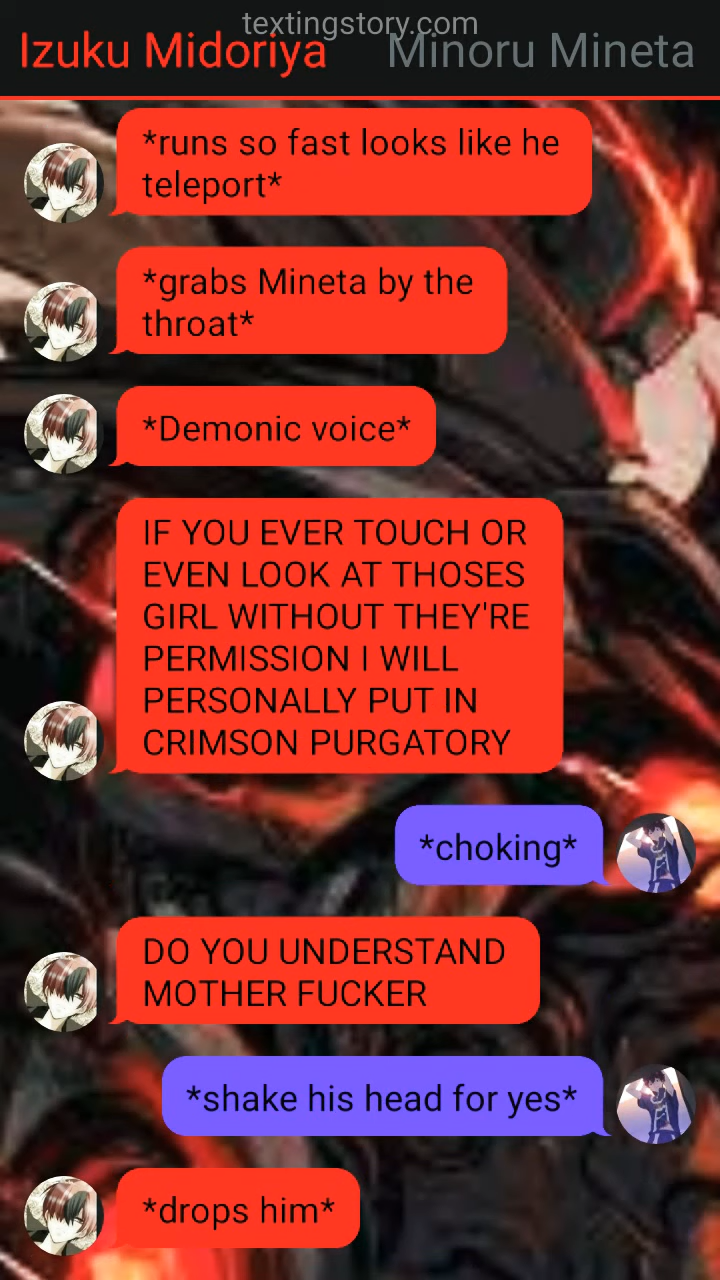 textingstory.com
Izuku Midoriya Minoru Mineta
*runs so fast looks like he
teleport*
*grabs Mineta by the
throat*
*Demonic voice*
IF YOU EVER TOUCH OR
EVEN LOOK AT THOSES
GIRL WITHOUT THEY'RE
PERMISSION I WILL
PERSONALLY PUT IN
CRIMSON PURGATORY
*choking*
DO YOU UNDERSTAND
MOTHER FUCKER
*shake his head for yes*
*drops him*